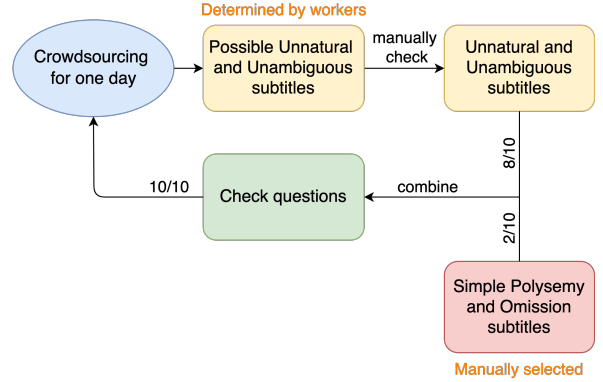 Determined by workers
Crowdsourcing
for one day
Possible Unnatural
and Unambiguous
subtitles
manually
check
Unnatural and
Unambiguous
subtitles
8/10
10/10
Check questions
combine
2/10
Simple Polysemy
and Omission
subtitles
Manually selected